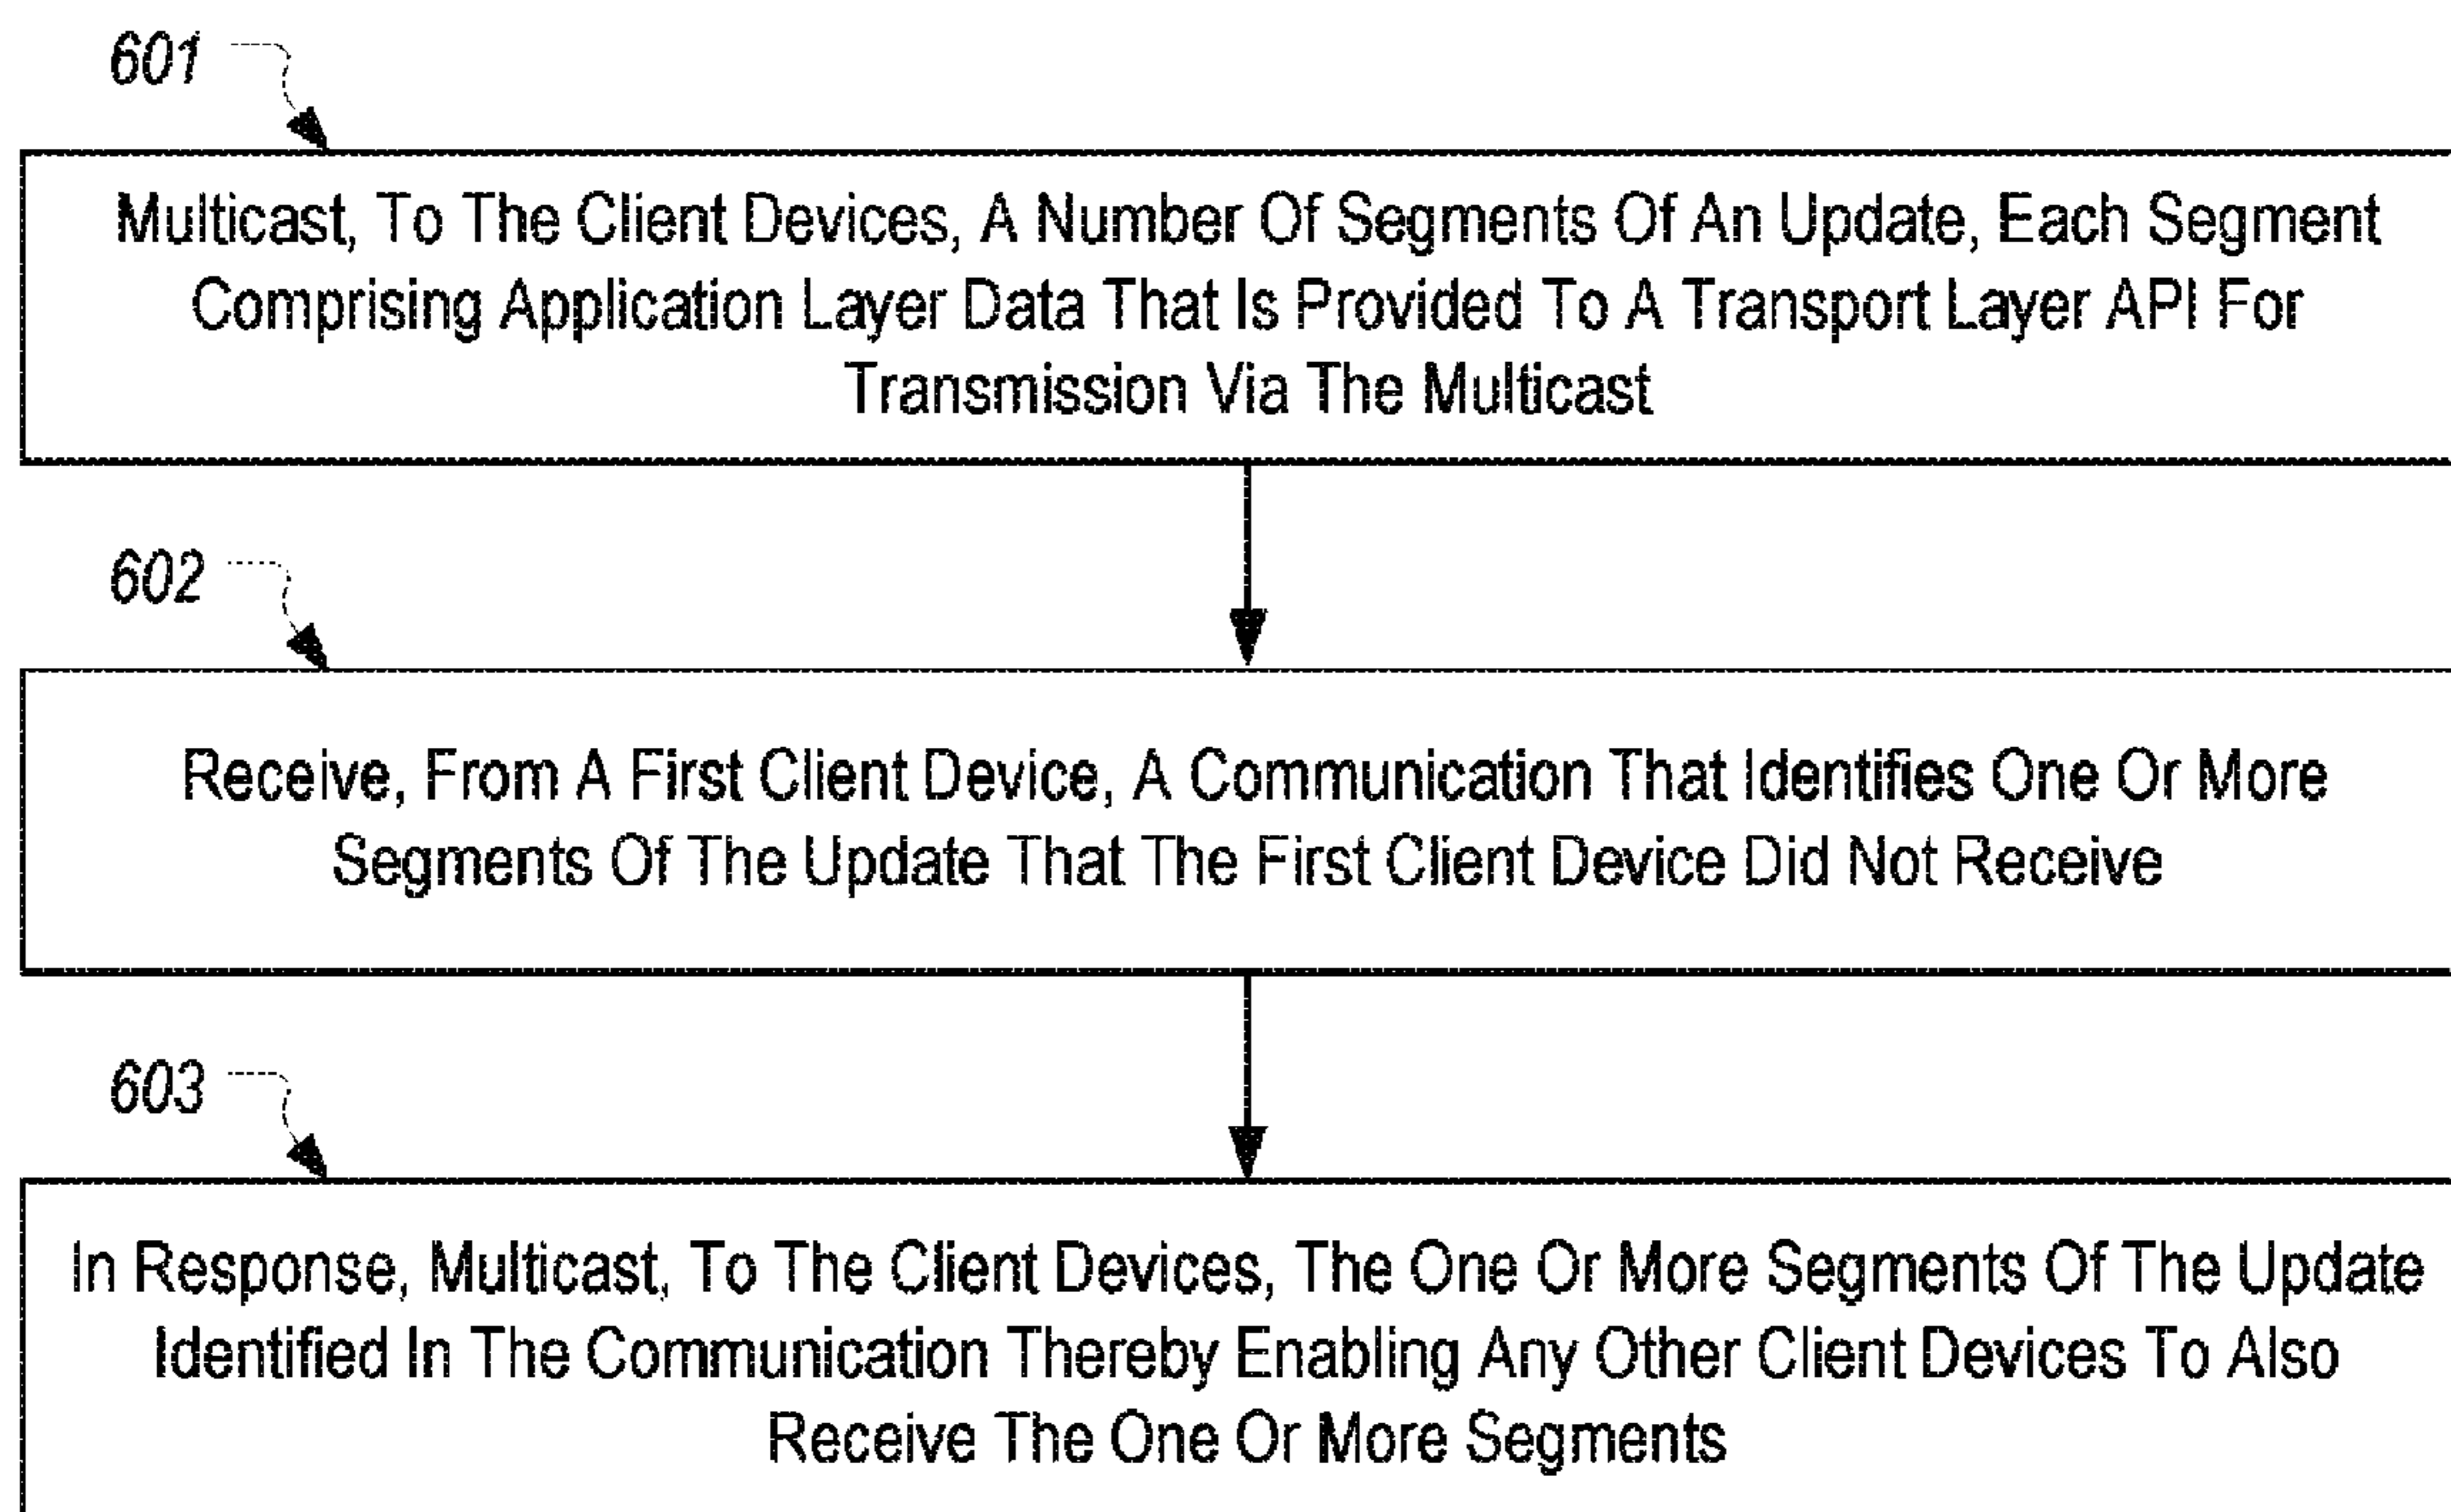 601
Multicast, To The Client Devices, A Number Of Segments Of An Update, Each Segment
Comprising Application Layer Data That Is Provided To A Transport Layer API For
Transmission Via The Multicast
602
Receive, From A First Client Device, A Communication That Identifies One Or More
Segments Of The Update That The First Client Device Did Not Receive
603
In Response, Multicast, To The Client Devices, The One Or More Segments Of The Update
Identified In The Communication Thereby Enabling Any Other Client Devices To Also
Receive The One Or More Segments